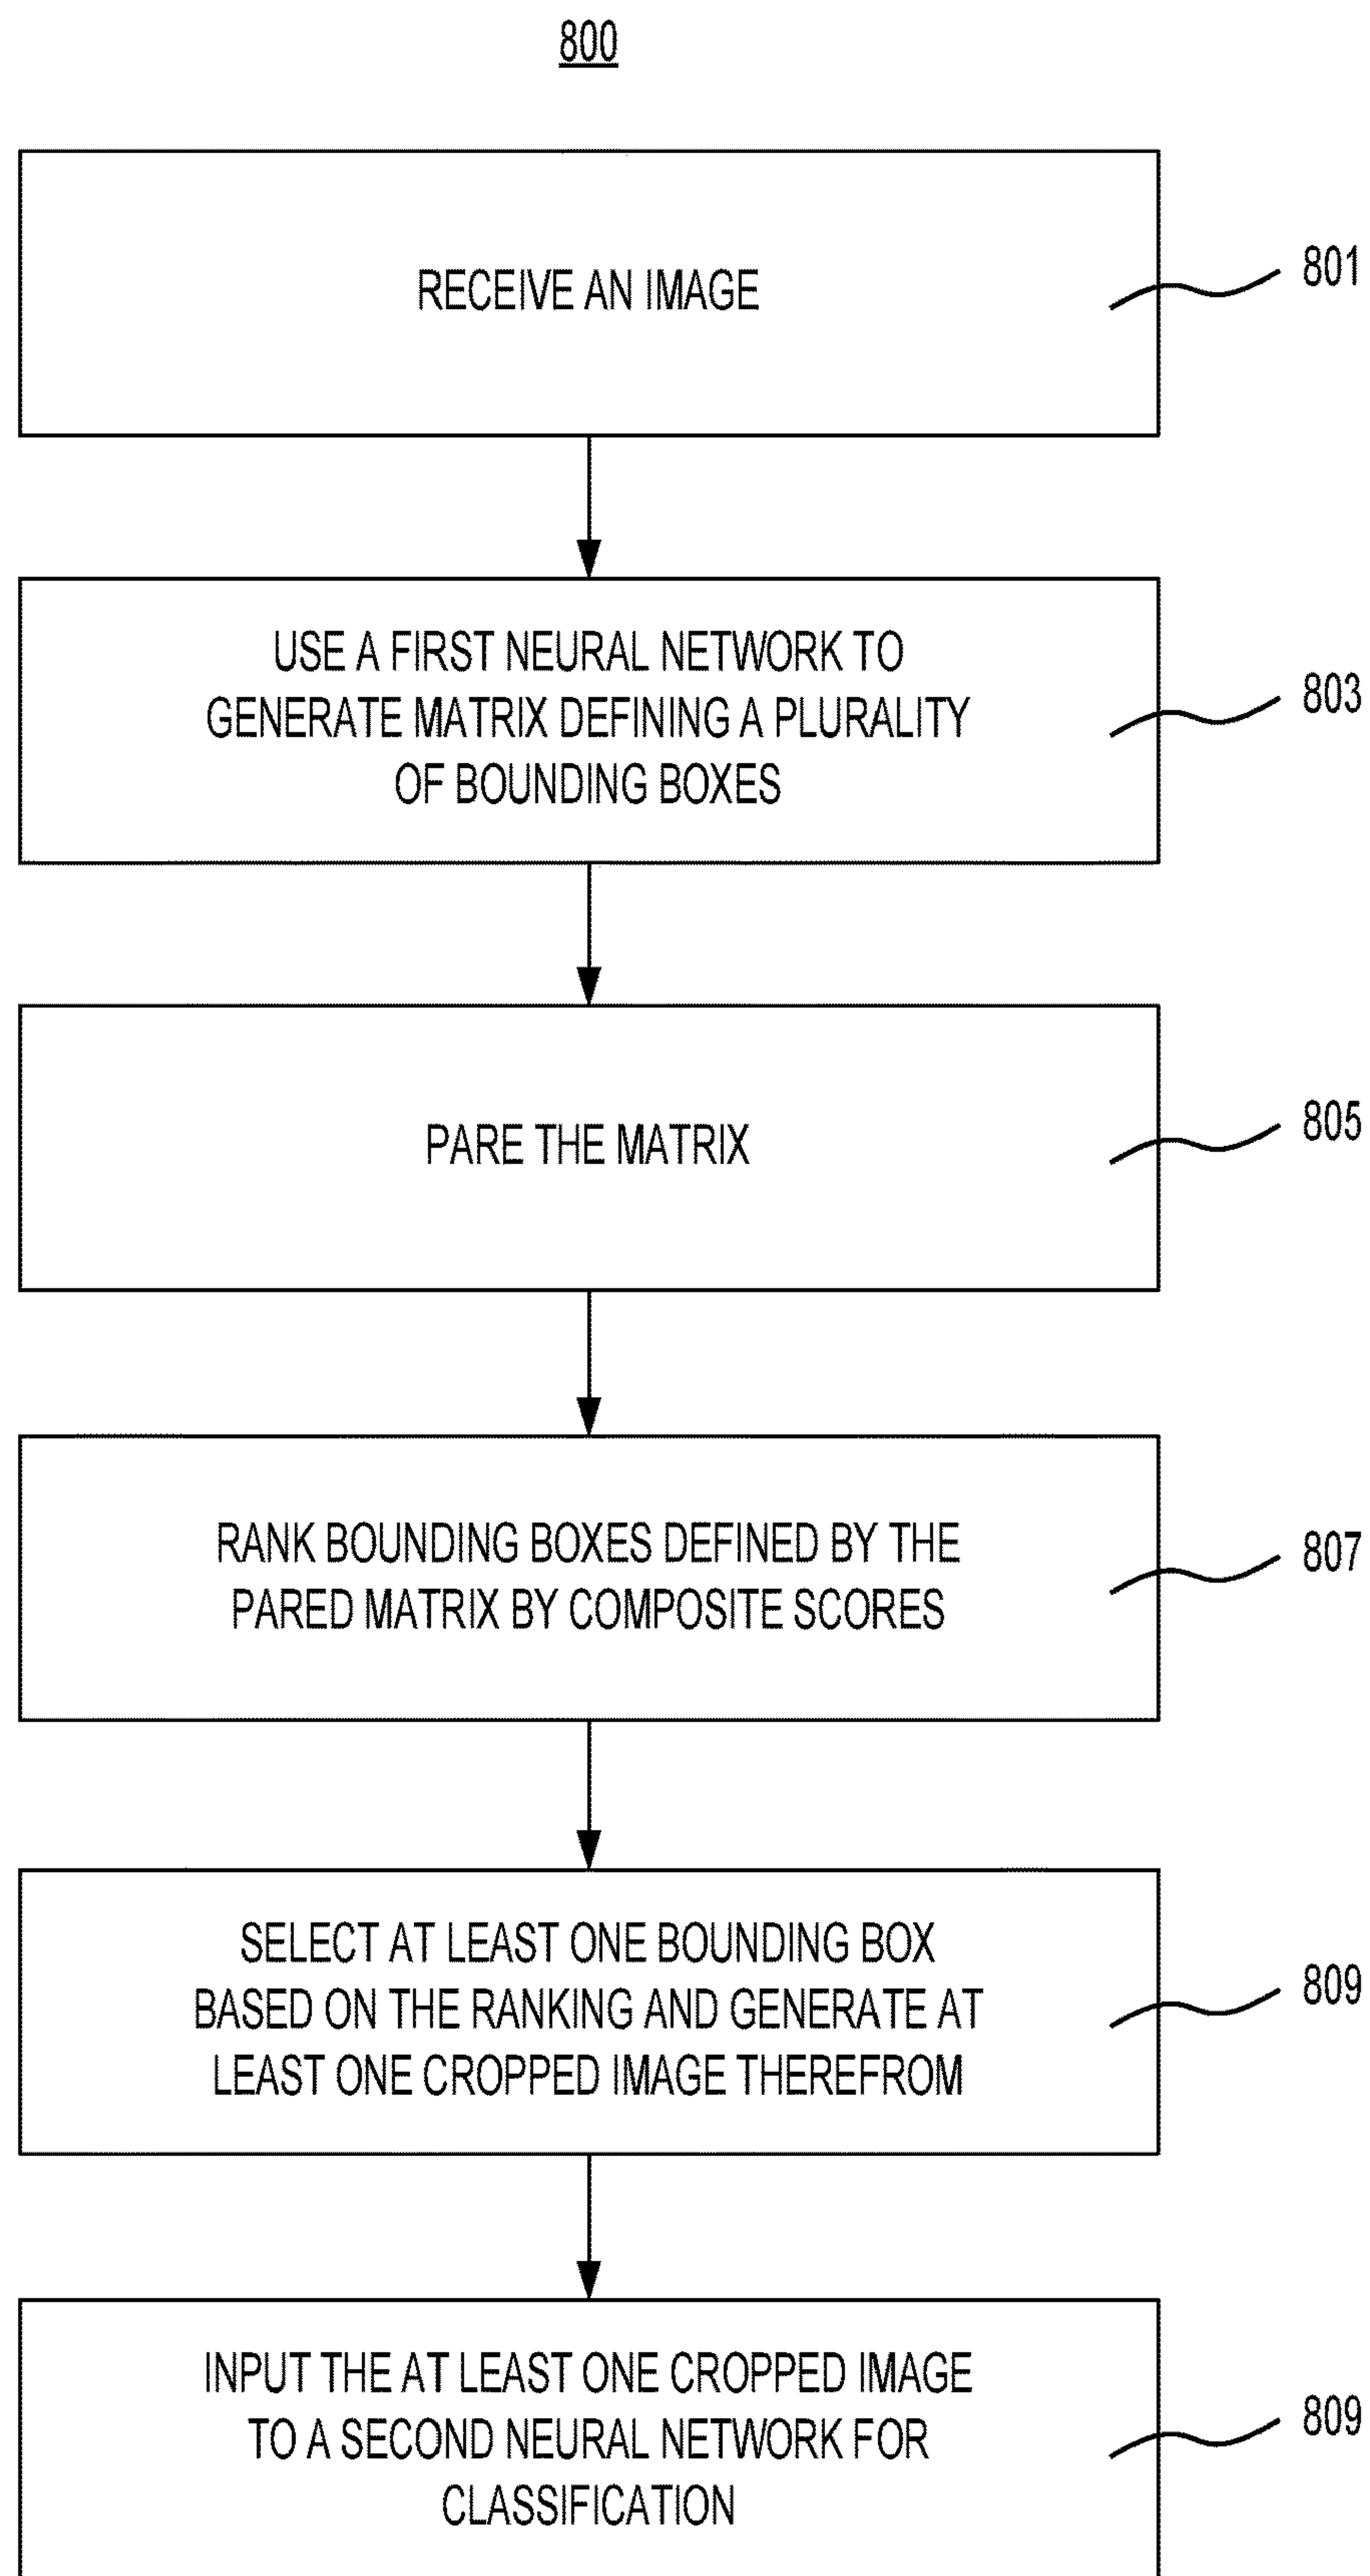 800
RECEIVE AN IMAGE
801
USE A FIRST NEURAL NETWORK TO
GENERATE MATRIX DEFINING A PLURALITY
OF BOUNDING BOXES
803
PARE THE MATRIX
805
RANK BOUNDING BOXES DEFINED BY THE
PARED MATRIX BY COMPOSITE SCORES
807
SELECT AT LEAST ONE BOUNDING BOX
BASED ON THE RANKING AND GENERATE AT
LEAST ONE CROPPED IMAGE THEREFROM
809
INPUT THE AT LEAST ONE CROPPED IMAGE
TO A SECOND NEURAL NETWORK FOR
CLASSIFICATION
809